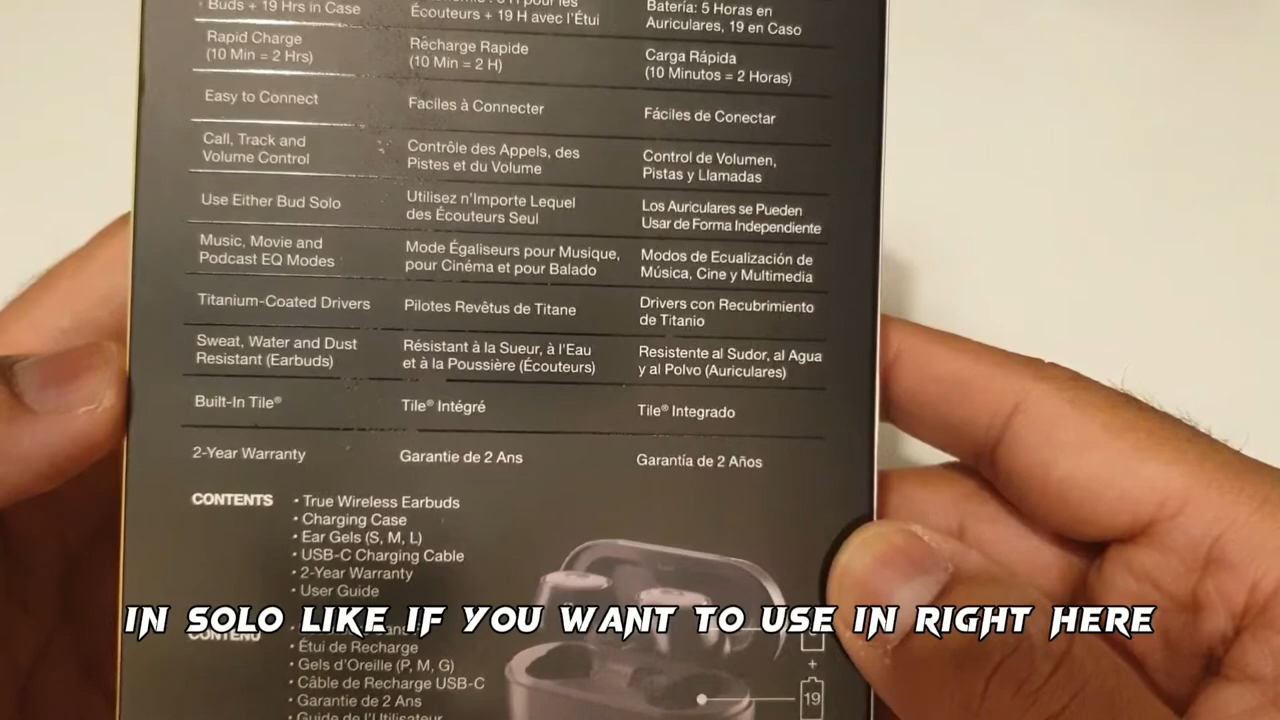 Buds + 19 Hrs in Case
Écouteurs + 19 H avec l'Étui
Batería: 5 Horas en
Auriculares, 19 en Caso
Rapid Charge
(10 Min = 2 Hrs)
Recharge Rapide
(10 Min = 2 H)
Carga Rápida
(10 Minutos = 2 Horas)
Easy to Connect
Faciles à Connecter
Fáciles de Conectar
Call, Track and
Volume Control
Contrôle des Appels, des
Pistes et du Volume
Control de Volumen,
Pistas y Llamadas
Use Either Bud Solo
Utilisez n'Importe Lequel
des Écouteurs Seul
Los Auriculares se Pueden
Usar de Forma Independiente
Music, Movie and
Podcast EQ Modes
Mode Égaliseurs pour Musique,
pour Cinéma et pour Balado
Modos de Ecualización de
Música, Cine y Multimedia
Titanium-Coated Drivers
Pilotes Revêtus de Titane
Drivers con Recubrimiento
de Titanio
Sweat, Water and Dust
Resistant (Earbuds)
Résistant à la Sueur, à l'Eau
et à la Poussière (Écouteurs)
Resistente al Sudor, al Agua
y al Polvo (Auriculares)
Built-In Tile®
Tile® Intégré
Tile® Integrado
2-Year Warranty
Garantie de 2 Ans
Garantía de 2 Años
CONTENTS
• True Wireless Earbuds
• Charging Case
• Ear Gels (S, M, L)
• USB-C Charging Cable
• 2-Year Warranty
• User Guide
IN SOLO LIKE IF YOU WANT TO USE IN RIGHT HERE
CONTENU
• Étui de Recharge
• Gels d'Oreille (P, M, G)
• Câble de Recharge USB-C
• Garantie de 2 Ans
• Guide de l'Utilisateur
+
19